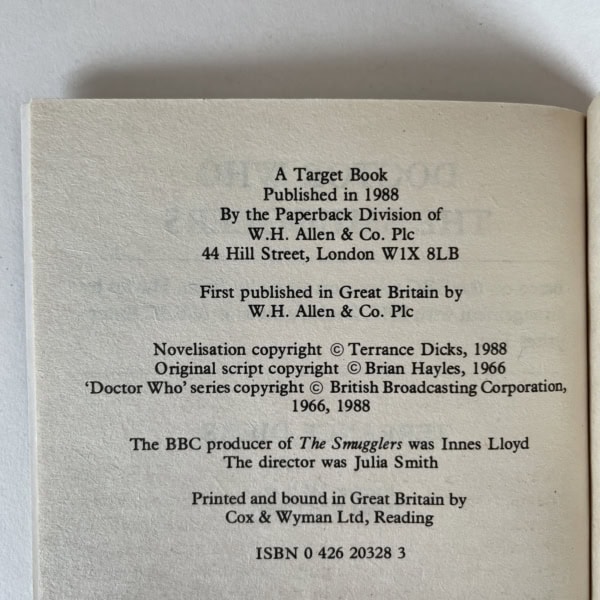 A Target Book
Published in 1988
By the Paperback Division of
W.H. Allen & Co. Plc
44 Hill Street, London W1X 8LB
First published in Great Britain by
W.H. Allen & Co. Plc
Novelisation copyright © Terrance Dicks, 1988
Original script copyright © Brian Hayles, 1966
‘Doctor Who’ series copyright © British Broadcasting Corporation,
1966, 1988
The BBC producer of The Smugglers was Innes Lloyd
The director was Julia Smith
Printed and bound in Great Britain by
Cox & Wyman Ltd, Reading
ISBN 0 426 20328 3